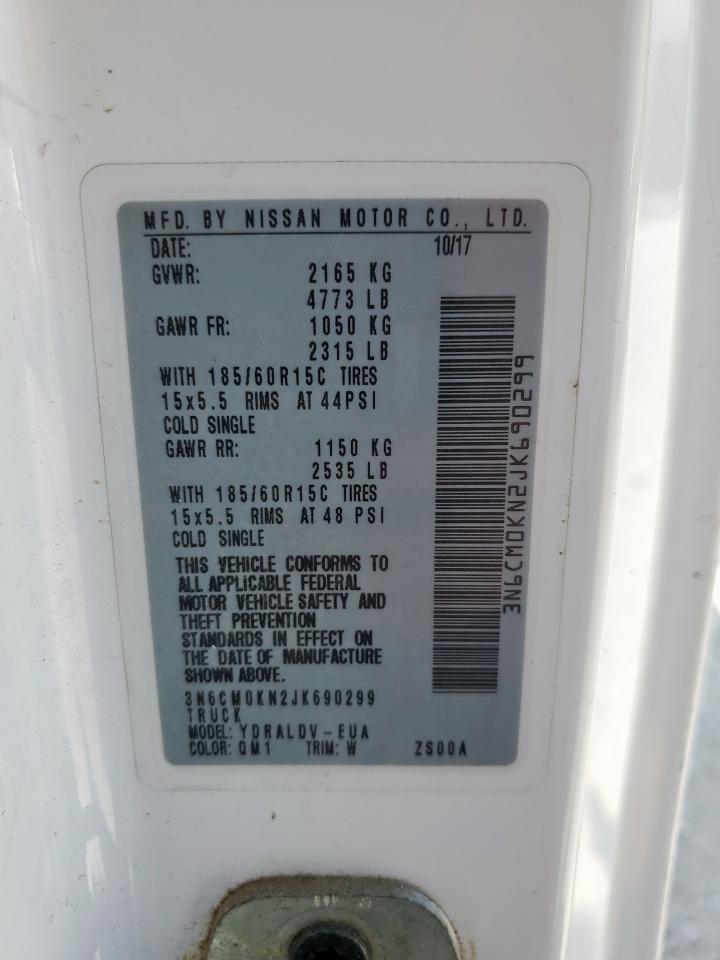 MFD. BY NISSAN MOTOR CO., LTD.
DATE: 10/17
GVWR: 2165 KG
4773 LB
GAWR FR: 1050 KG
2315 LB
WITH 185/60R15C TIRES
15x5.5 RIMS AT 44PSI
COLD SINGLE
GAWR RR: 1150 KG
2535 LB
WITH 185/60R15C TIRES
15x5.5 RIMS AT 48 PSI
COLD SINGLE
THIS VEHICLE CONFORMS TO
ALL APPLICABLE FEDERAL
MOTOR VEHICLE SAFETY AND
THEFT PREVENTION
STANDARDS IN EFFECT ON
THE DATE OF MANUFACTURE
SHOWN ABOVE.
3N6CM0KN2JK690299
TRUCK
MODEL: YDRALDV-EUA
COLOR: QM1 TRIM: W ZS00A
3N6CM0KN2JK690299